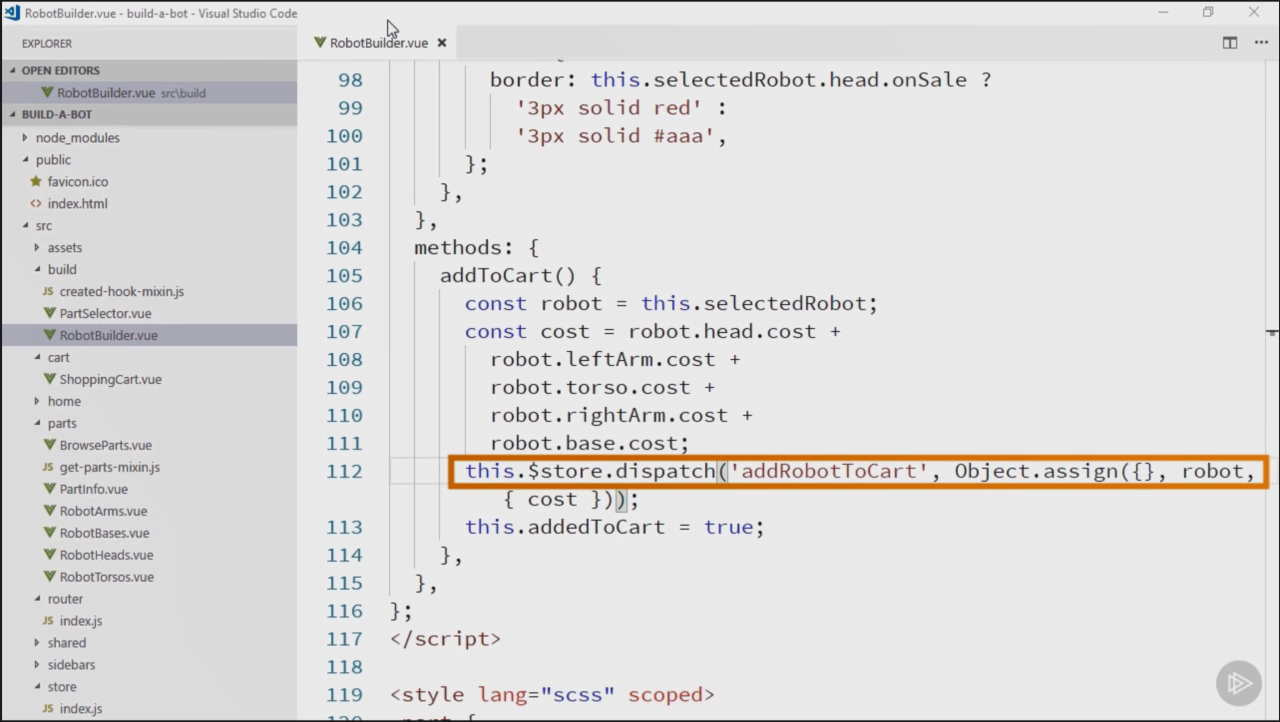 RobotBuilder.vue - build-a-bot - Visual Studio Code
EXPLORER
OPEN EDITORS
RobotBuilder.vue src\build
BUILD-A-BOT
node_modules
public
favicon.ico
index.html
src
assets
build
JS created-hook-mixin.js
PartSelector.vue
RobotBuilder.vue
cart
ShoppingCart.vue
home
parts
BrowseParts.vue
JS get-parts-mixin.js
PartInfo.vue
RobotArms.vue
RobotBases.vue
RobotHeads.vue
RobotTorsos.vue
router
JS index.js
shared
sidebars
store
JS index.js
RobotBuilder.vue
98 border: this.selectedRobot.head.onSale ?
99 '3px solid red' :
100 '3px solid #aaa',
101 };
102 },
103 },
104 methods: {
105 addToCart() {
106 const robot = this.selectedRobot;
107 const cost = robot.head.cost +
108 robot.leftArm.cost +
109 robot.torso.cost +
110 robot.rightArm.cost +
111 robot.base.cost;
112 this.$store.dispatch('addRobotToCart', Object.assign({}, robot,
{ cost }));
113 this.addedToCart = true;
114 },
115 },
116 };
117 </script>
118
119 <style lang="scss" scoped>